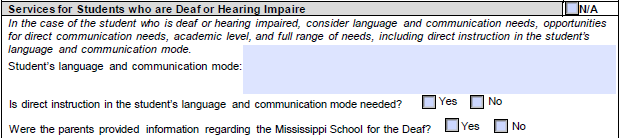 Services for Students who are Deaf or Hearing Impaire N/A
In the case of the student who is deaf or hearing impaired, consider language and communication needs, opportunities
for direct communication needs, academic level, and full range of needs, including direct instruction in the student's
language and communication mode.
Student's language and communication mode:
Is direct instruction in the student's language and communication mode needed? Yes No
Were the parents provided information regarding the Mississippi School for the Deaf? Yes No